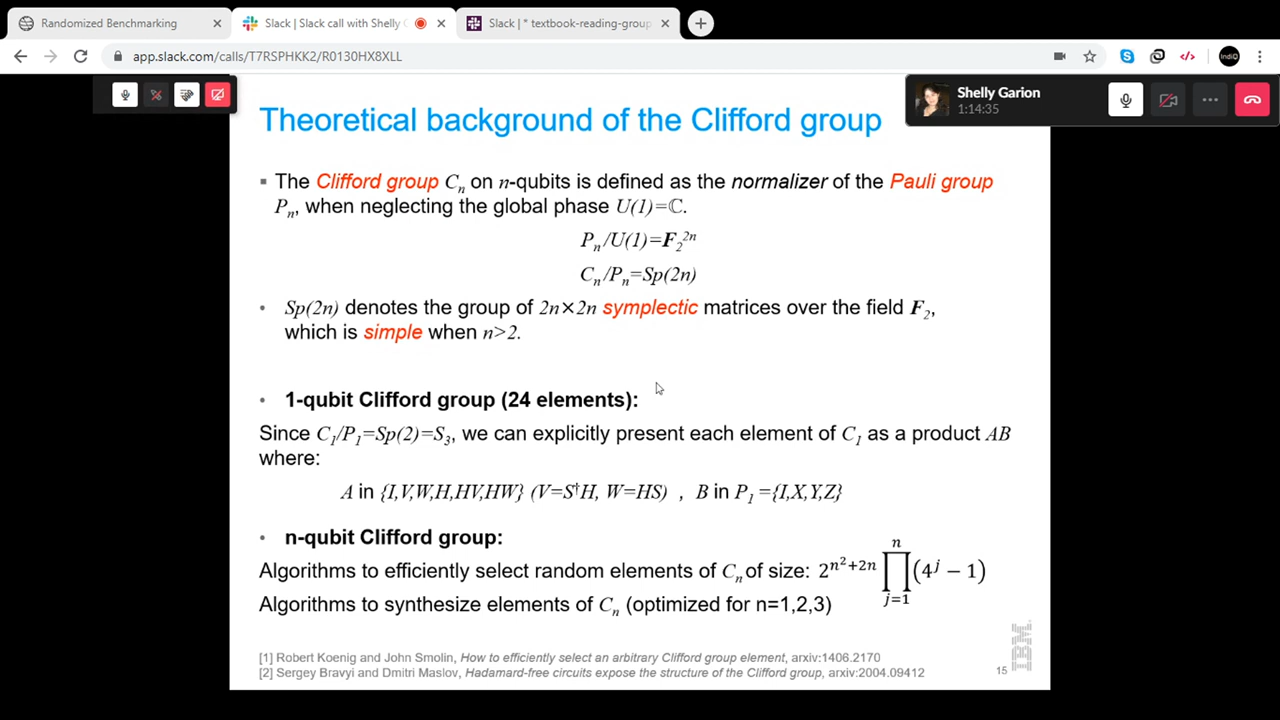 Randomized Benchmarking
Slack | Slack call with Shelly G
Slack | * textbook-reading-group
app.slack.com/calls/T7RSPHKK2/R0130HX8XLL
IndiQ
Shelly Garion
1:14:35
Theoretical background of the Clifford group
▪ The Clifford group Cₙ on n-qubits is defined as the normalizer of the Pauli group
Pₙ, when neglecting the global phase U(1)=ℂ.
Pₙ/U(1)=F₂²ⁿ
Cₙ/Pₙ=Sp(2n)
• Sp(2n) denotes the group of 2n×2n symplectic matrices over the field F₂,
which is simple when n>2.
• 1-qubit Clifford group (24 elements):
Since C₁/P₁=Sp(2)=S₃, we can explicitly present each element of C₁ as a product AB
where:
A in {I,V,W,H,HV,HW} (V=S†H, W=HS) , B in P₁ ={I,X,Y,Z}
• n-qubit Clifford group:
Algorithms to efficiently select random elements of Cₙ of size: 2^{n²+2n} ∏_{j=1}^{n} (4ʲ − 1)
Algorithms to synthesize elements of Cₙ (optimized for n=1,2,3)
[1] Robert Koenig and John Smolin, How to efficiently select an arbitrary Clifford group element, arxiv:1406.2170
[2] Sergey Bravyi and Dmitri Maslov, Hadamard-free circuits expose the structure of the Clifford group, arxiv:2004.09412
15
IBM